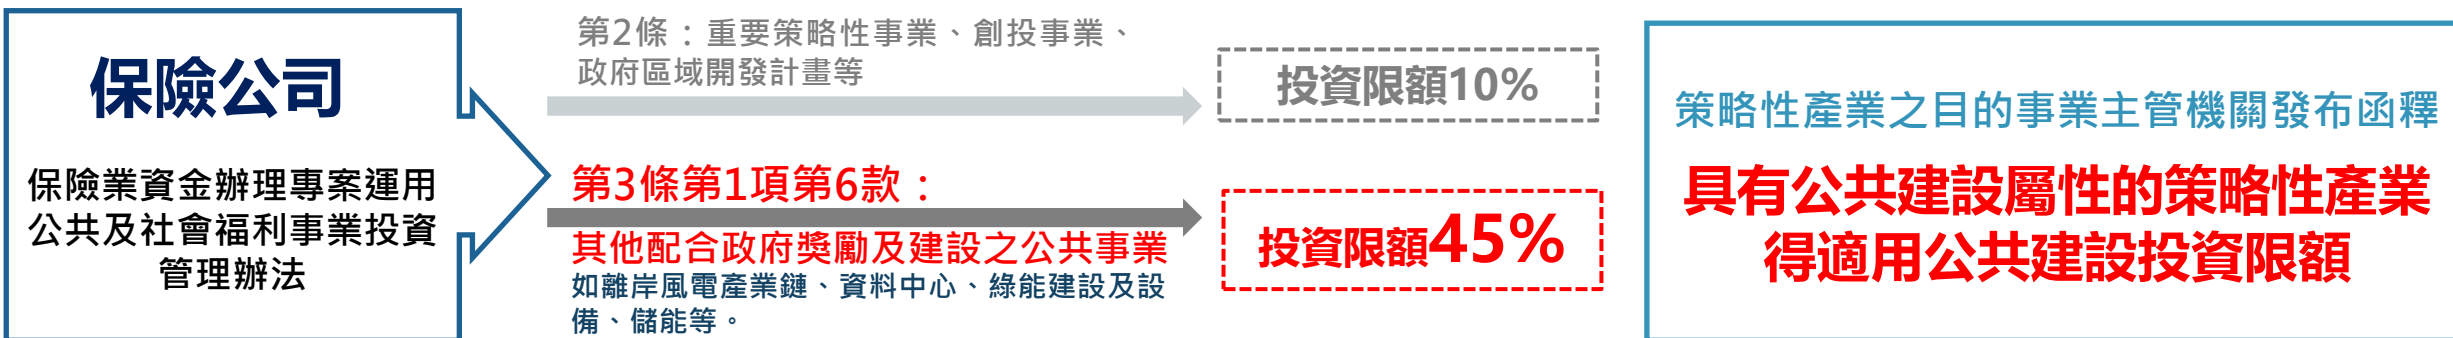 保險公司
保險業資金辦理專案運用
公共及社會福利事業投資
管理辦法
第2條：重要策略性事業、創投事業、
政府區域開發計畫等
投資限額10%
第3條第1項第6款：
其他配合政府獎勵及建設之公共事業
如離岸風電產業鏈、資料中心、綠能建設及設
備、儲能等。
投資限額45%
策略性產業之目的事業主管機關發布函釋
具有公共建設屬性的策略性產業
得適用公共建設投資限額